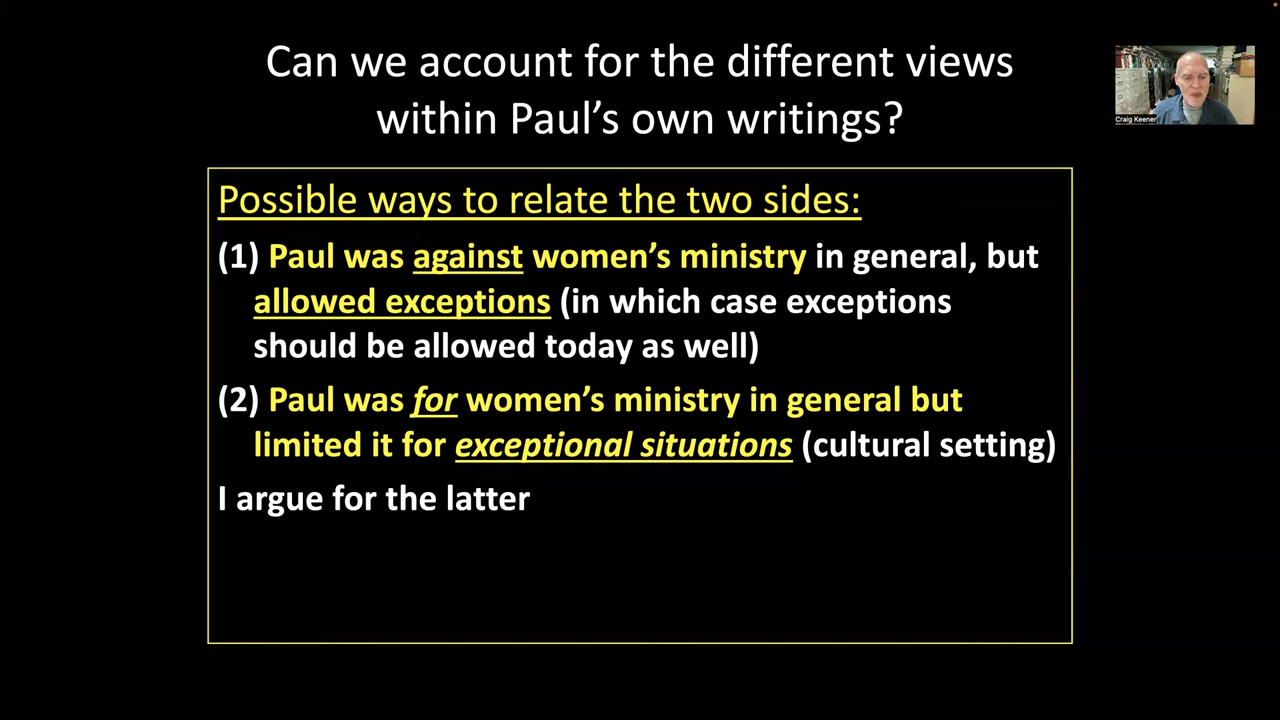 Can we account for the different views
within Paul's own writings?
Craig Keener
Possible ways to relate the two sides:
(1) Paul was against women's ministry in general, but
allowed exceptions (in which case exceptions
should be allowed today as well)
(2) Paul was for women's ministry in general but
limited it for exceptional situations (cultural setting)
I argue for the latter